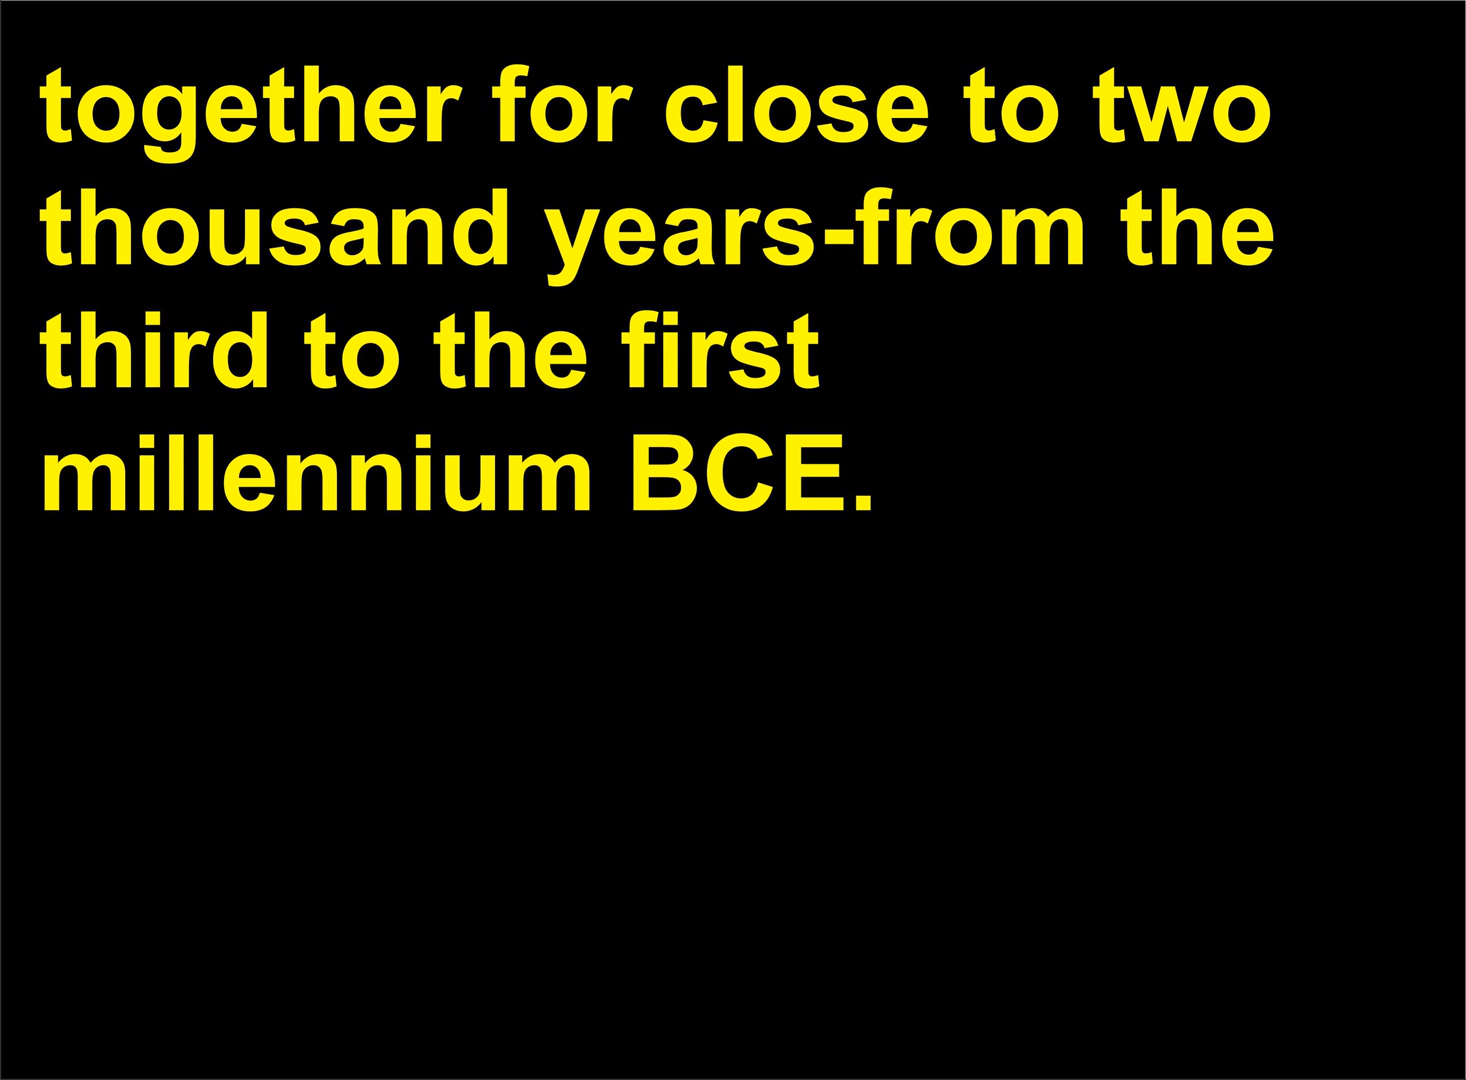 together for close to two
thousand years-from the
third to the first
millennium BCE.